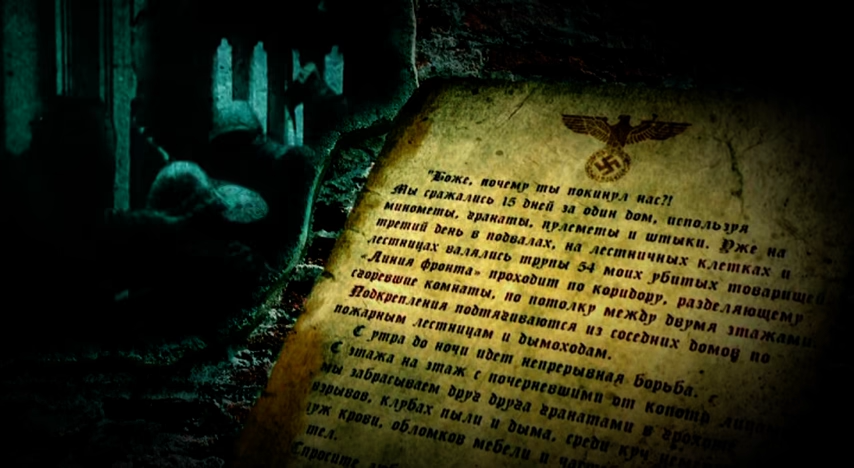 "Боже, почему ты покинул нас?!
Мы сражались 15 дней за один дом, используя
минометы, гранаты, пулеметы и штыки. Уже на
третий день в подвалах, на лестничных клетках и
лестницах валялись трупы 54 моих убитых товарищей
«Линия фронта» проходит по коридору, разделяющему
сгоревшие комнаты, по потолку между двумя этажами.
Подкрепления подтягиваются из соседних домов по
пожарным лестницам и дымоходам.
С утра до ночи идет непрерывная борьба.
С этажа на этаж с почерневшими от копоти
мы забрасываем друг друга гранатами в грохоте
взрывов, клубах пыли и дыма, среди куч
луж крови, обломков мебели и
тел.
Спросите